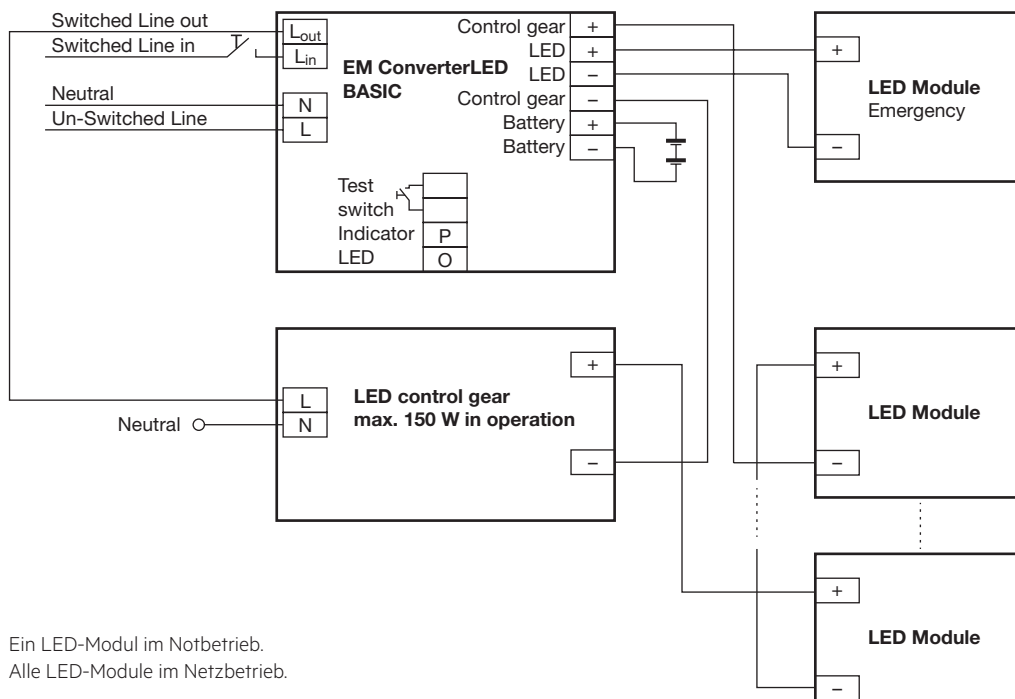 Switched Line out
Switched Line in
Neutral
Un-Switched Line
Lout
Lin
N
L
EM ConverterLED
BASIC
Control gear +
LED +
LED –
Control gear –
Battery +
Battery –
Test
switch
Indicator P
LED O
+
LED Module
Emergency
–
L
N
Neutral
LED control gear
max. 150 W in operation
+
–
+
LED Module
–
+
LED Module
–
Ein LED-Modul im Notbetrieb.
Alle LED-Module im Netzbetrieb.